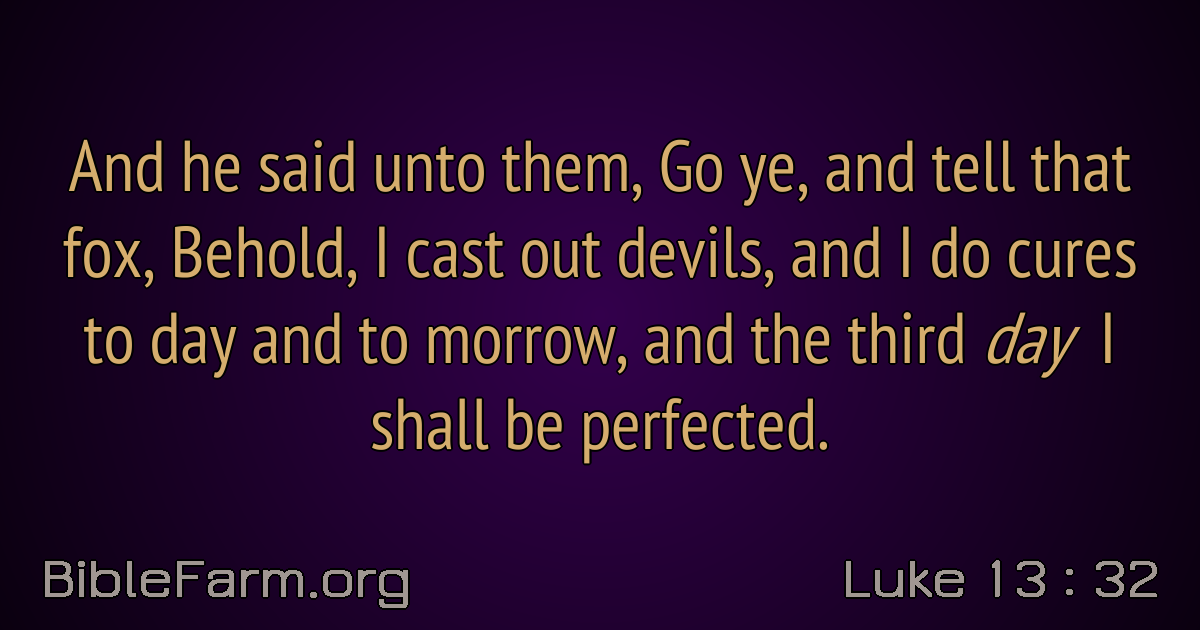 And he said unto them, Go ye, and tell that
fox, Behold, I cast out devils, and I do cures
to day and to morrow, and the third day I
shall be perfected.
BibleFarm.org
Luke 13 : 32